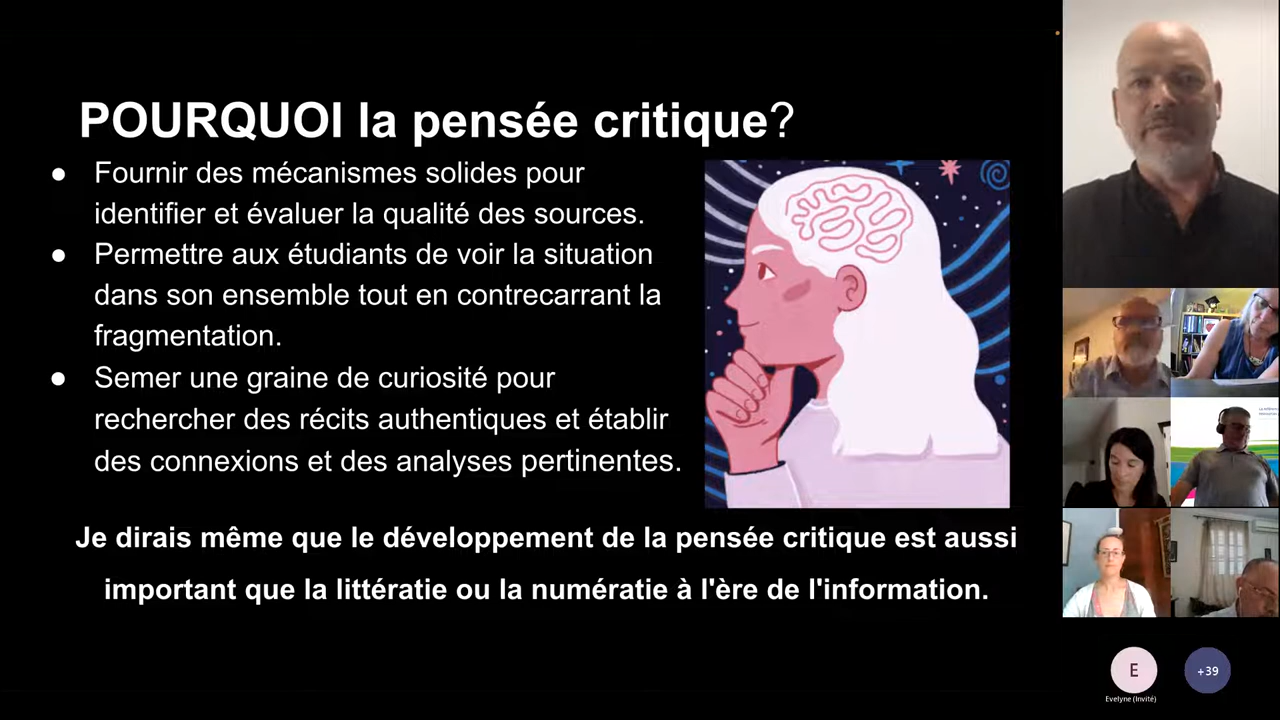 POURQUOI la pensée critique?
● Fournir des mécanismes solides pour
identifier et évaluer la qualité des sources.
● Permettre aux étudiants de voir la situation
dans son ensemble tout en contrecarrant la
fragmentation.
● Semer une graine de curiosité pour
rechercher des récits authentiques et établir
des connexions et des analyses pertinentes.
Je dirais même que le développement de la pensée critique est aussi
important que la littératie ou la numératie à l'ère de l'information.
E
+39
Evelyne (Invité)